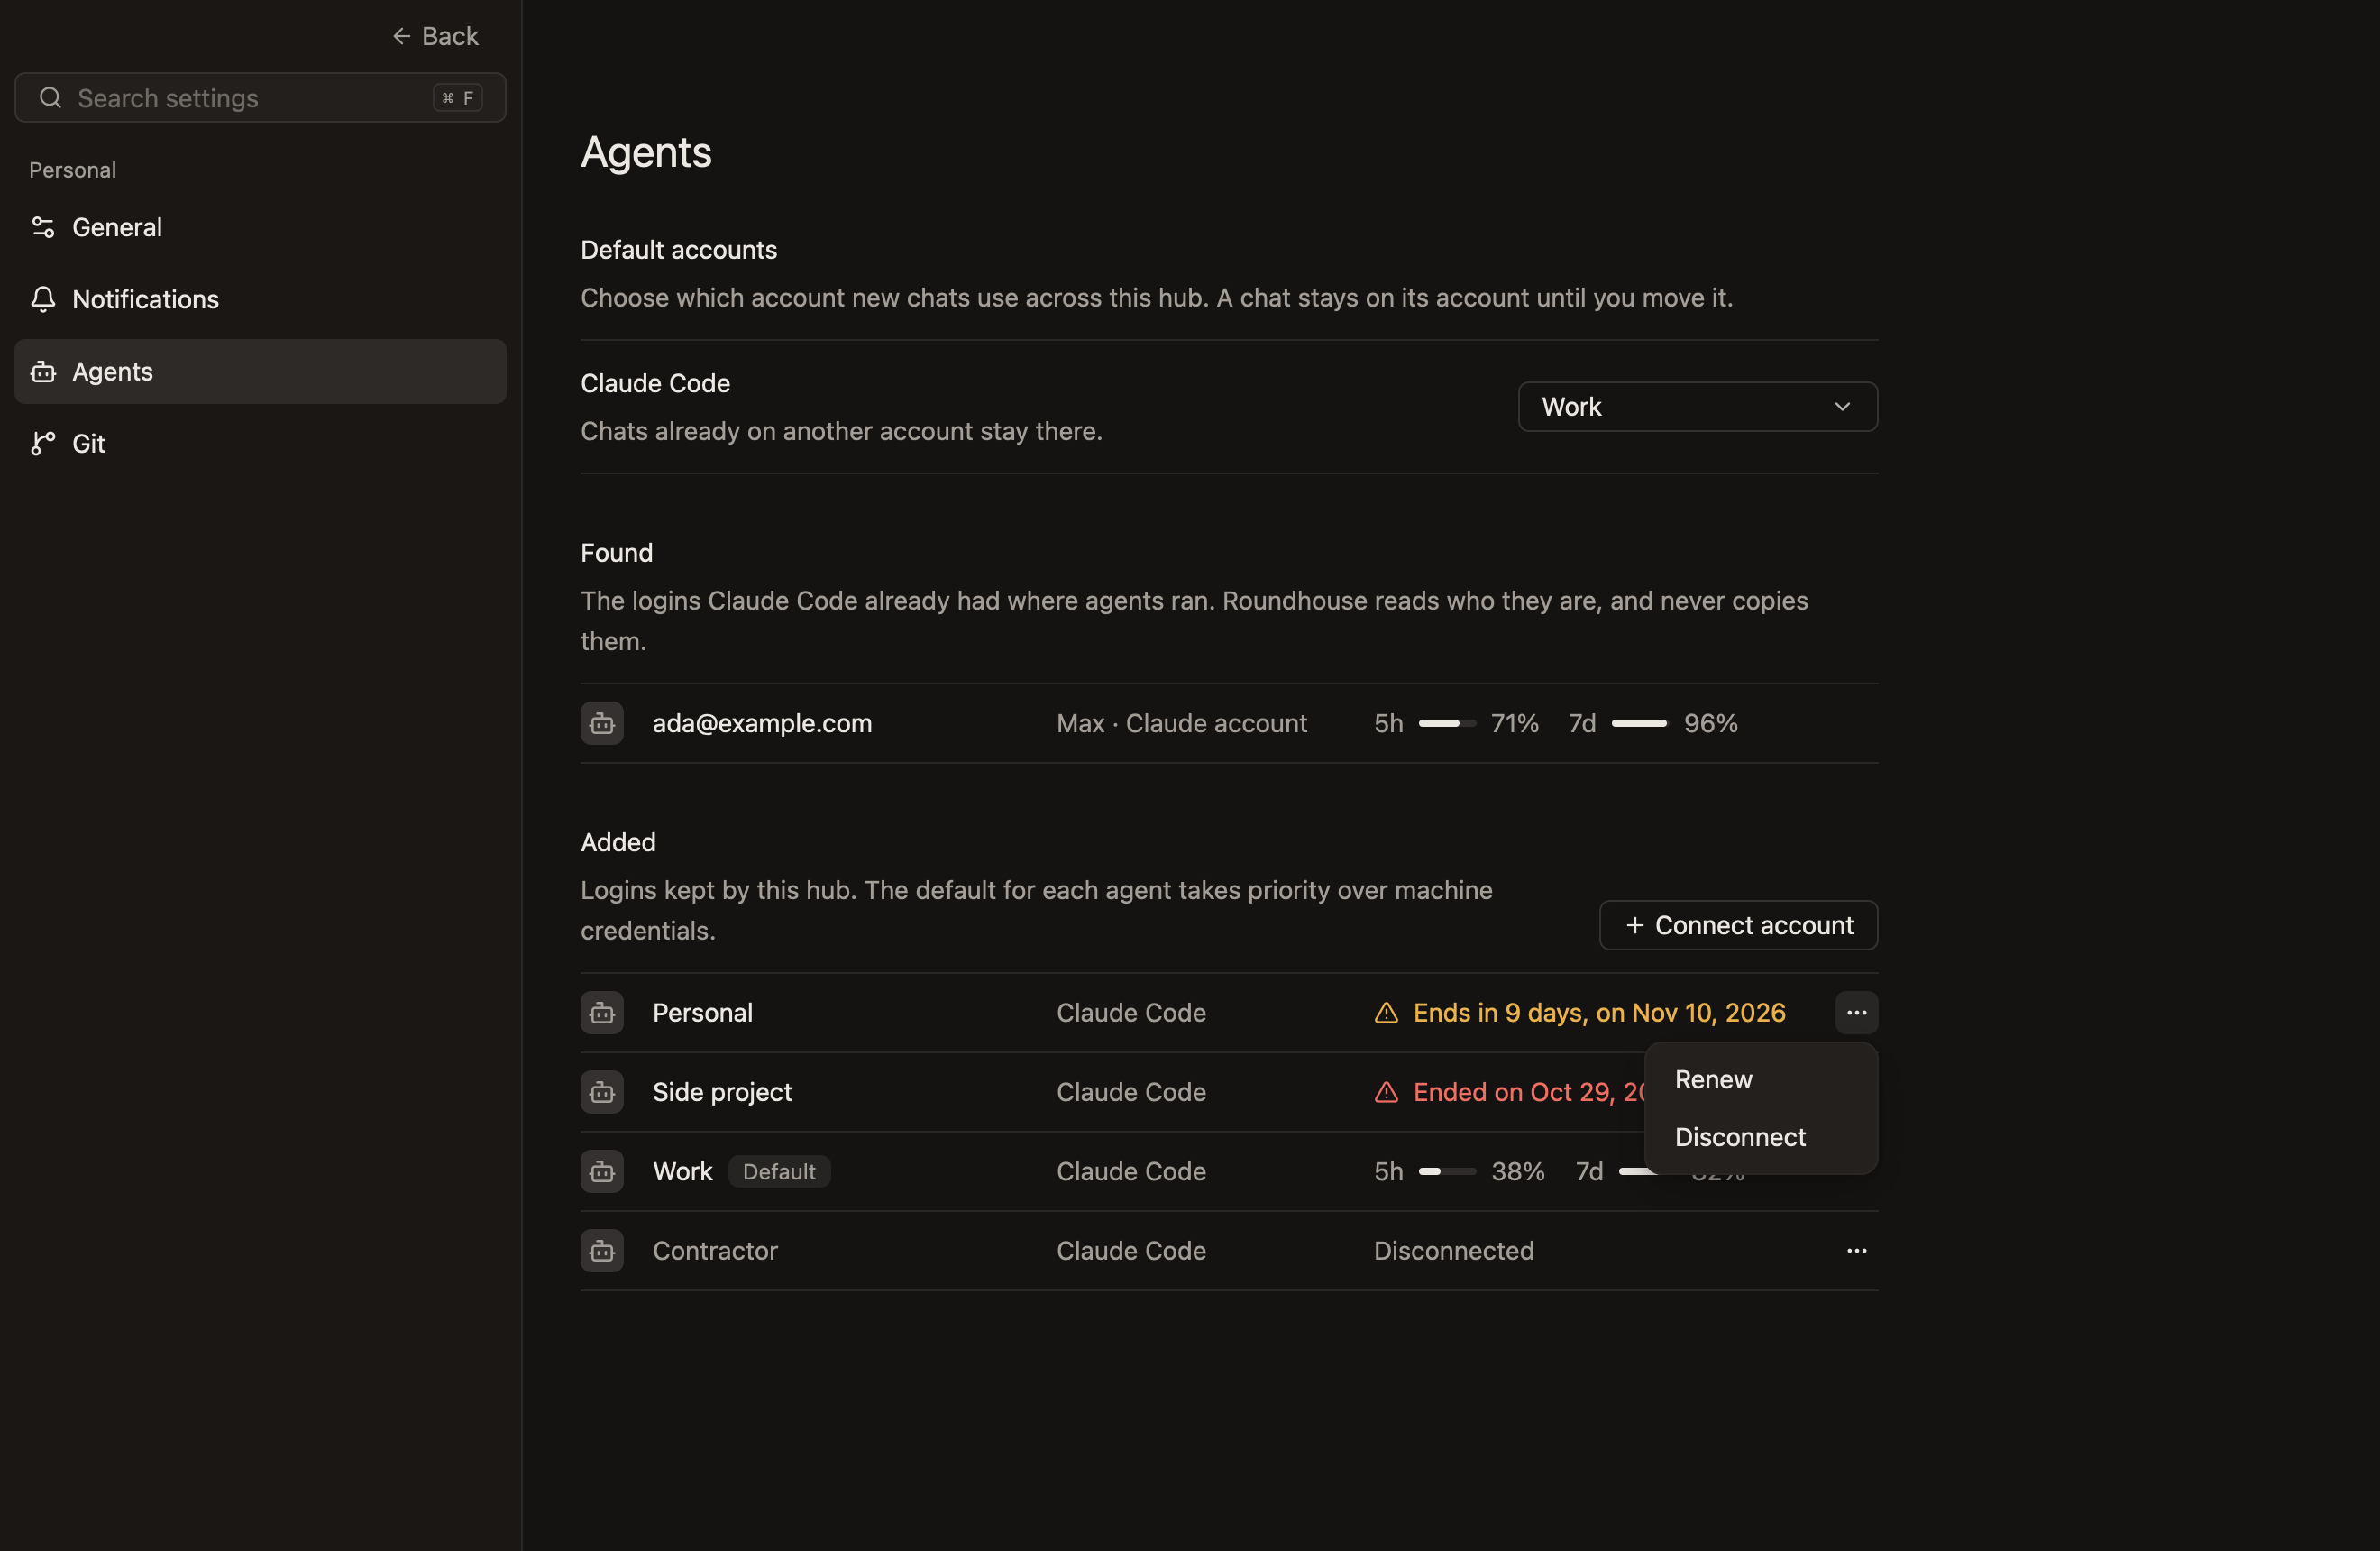 ← Back
Search settings ⌘ F
Personal
General
Notifications
Agents
Git
Agents
Default accounts
Choose which account new chats use across this hub. A chat stays on its account until you move it.
Claude Code
Chats already on another account stay there.
Work
Found
The logins Claude Code already had where agents ran. Roundhouse reads who they are, and never copies
them.
ada@example.com Max · Claude account 5h 71% 7d 96%
Added
Logins kept by this hub. The default for each agent takes priority over machine
credentials.
+ Connect account
Personal Claude Code Ends in 9 days, on Nov 10, 2026 ···
Renew
Disconnect
Side project Claude Code Ended on Oct 29,
Work Default Claude Code 5h 38% 7d
Contractor Claude Code Disconnected ···